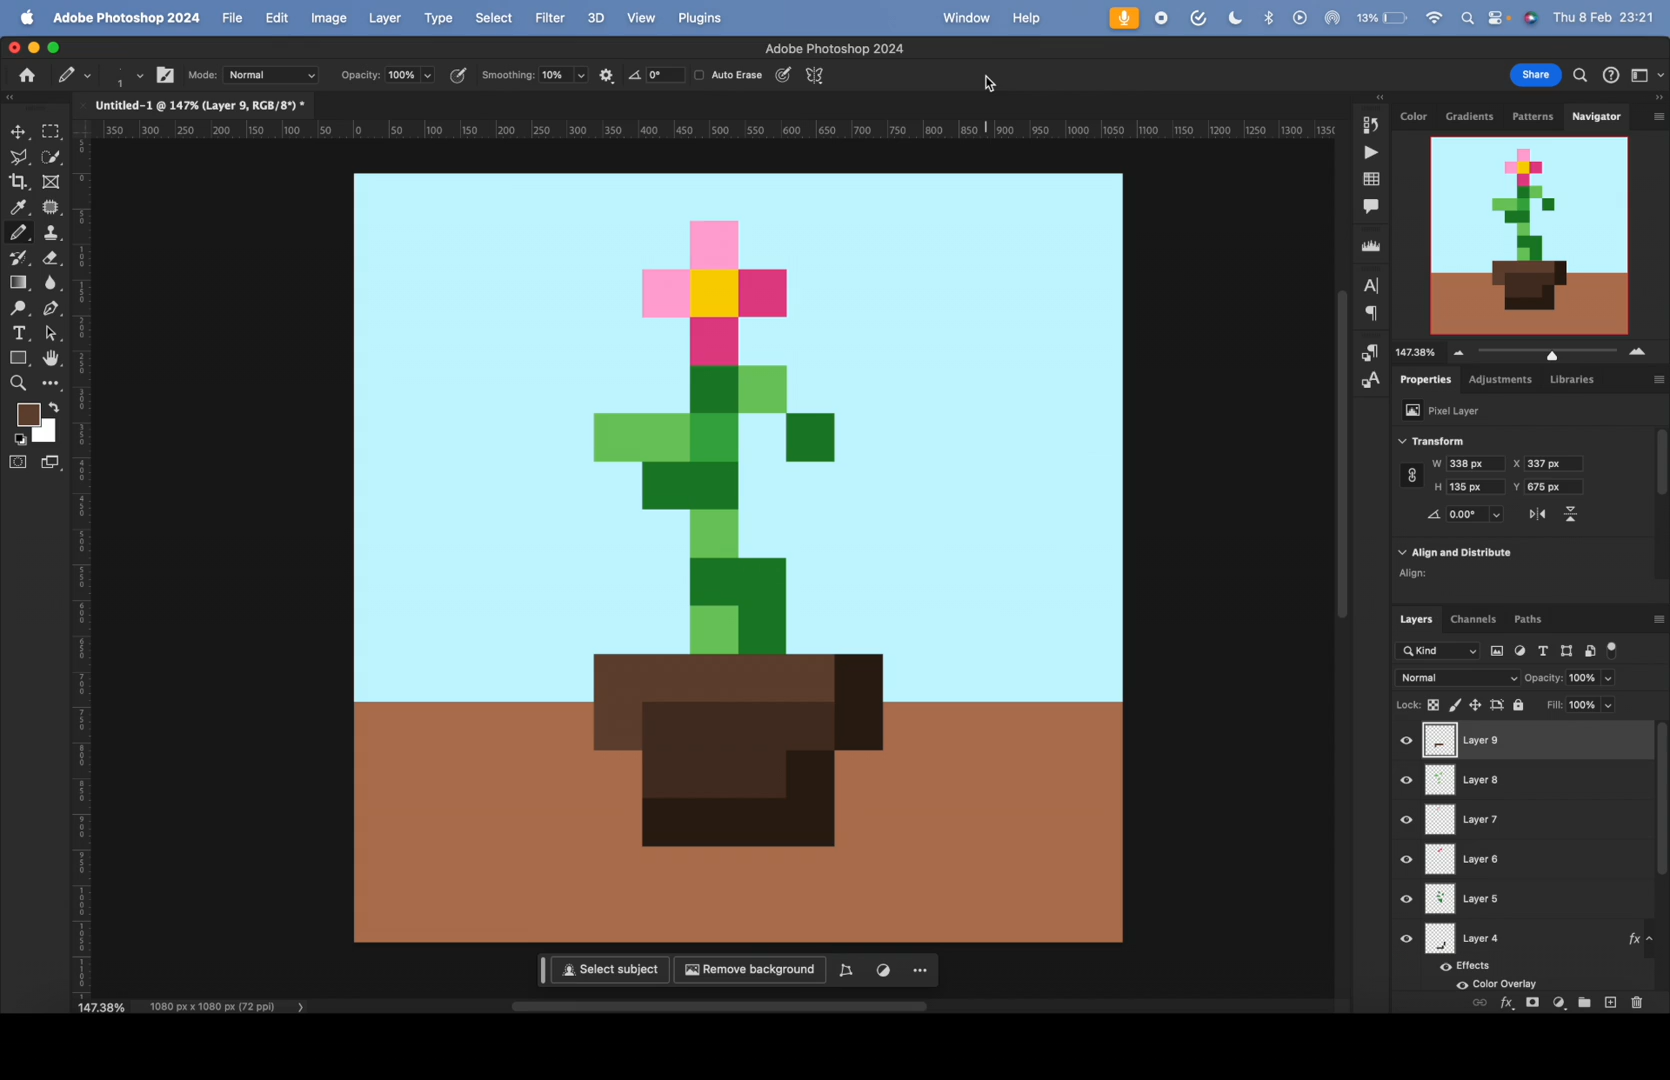 Adobe Photoshop 2024 File Edit Image Layer Type Select Filter 3D View Plugins Window Help 13% Thu 8 Feb 23:21
Adobe Photoshop 2024
1 Mode: Normal Opacity: 100% Smoothing: 10% 0° Auto Erase Share
Untitled-1 @ 147% (Layer 9, RGB/8*) *
350 300 250 200 150 100 50 0 50 100 150 200 250 300 350 400 450 500 550 600 650 700 750 800 850 900 950 1000 1050 1100 1150 1200 1250 1300 1350
Color Gradients Patterns Navigator
147.38%
Properties Adjustments Libraries
Pixel Layer
Transform
W 338 px X 337 px
H 135 px Y 675 px
0.00°
Align and Distribute
Align:
Layers Channels Paths
Kind
Normal Opacity: 100%
Lock: Fill: 100%
Layer 9
Layer 8
Layer 7
Layer 6
Layer 5
Layer 4 fx
Effects
Color Overlay
Select subject Remove background
147.38% 1080 px x 1080 px (72 ppi)